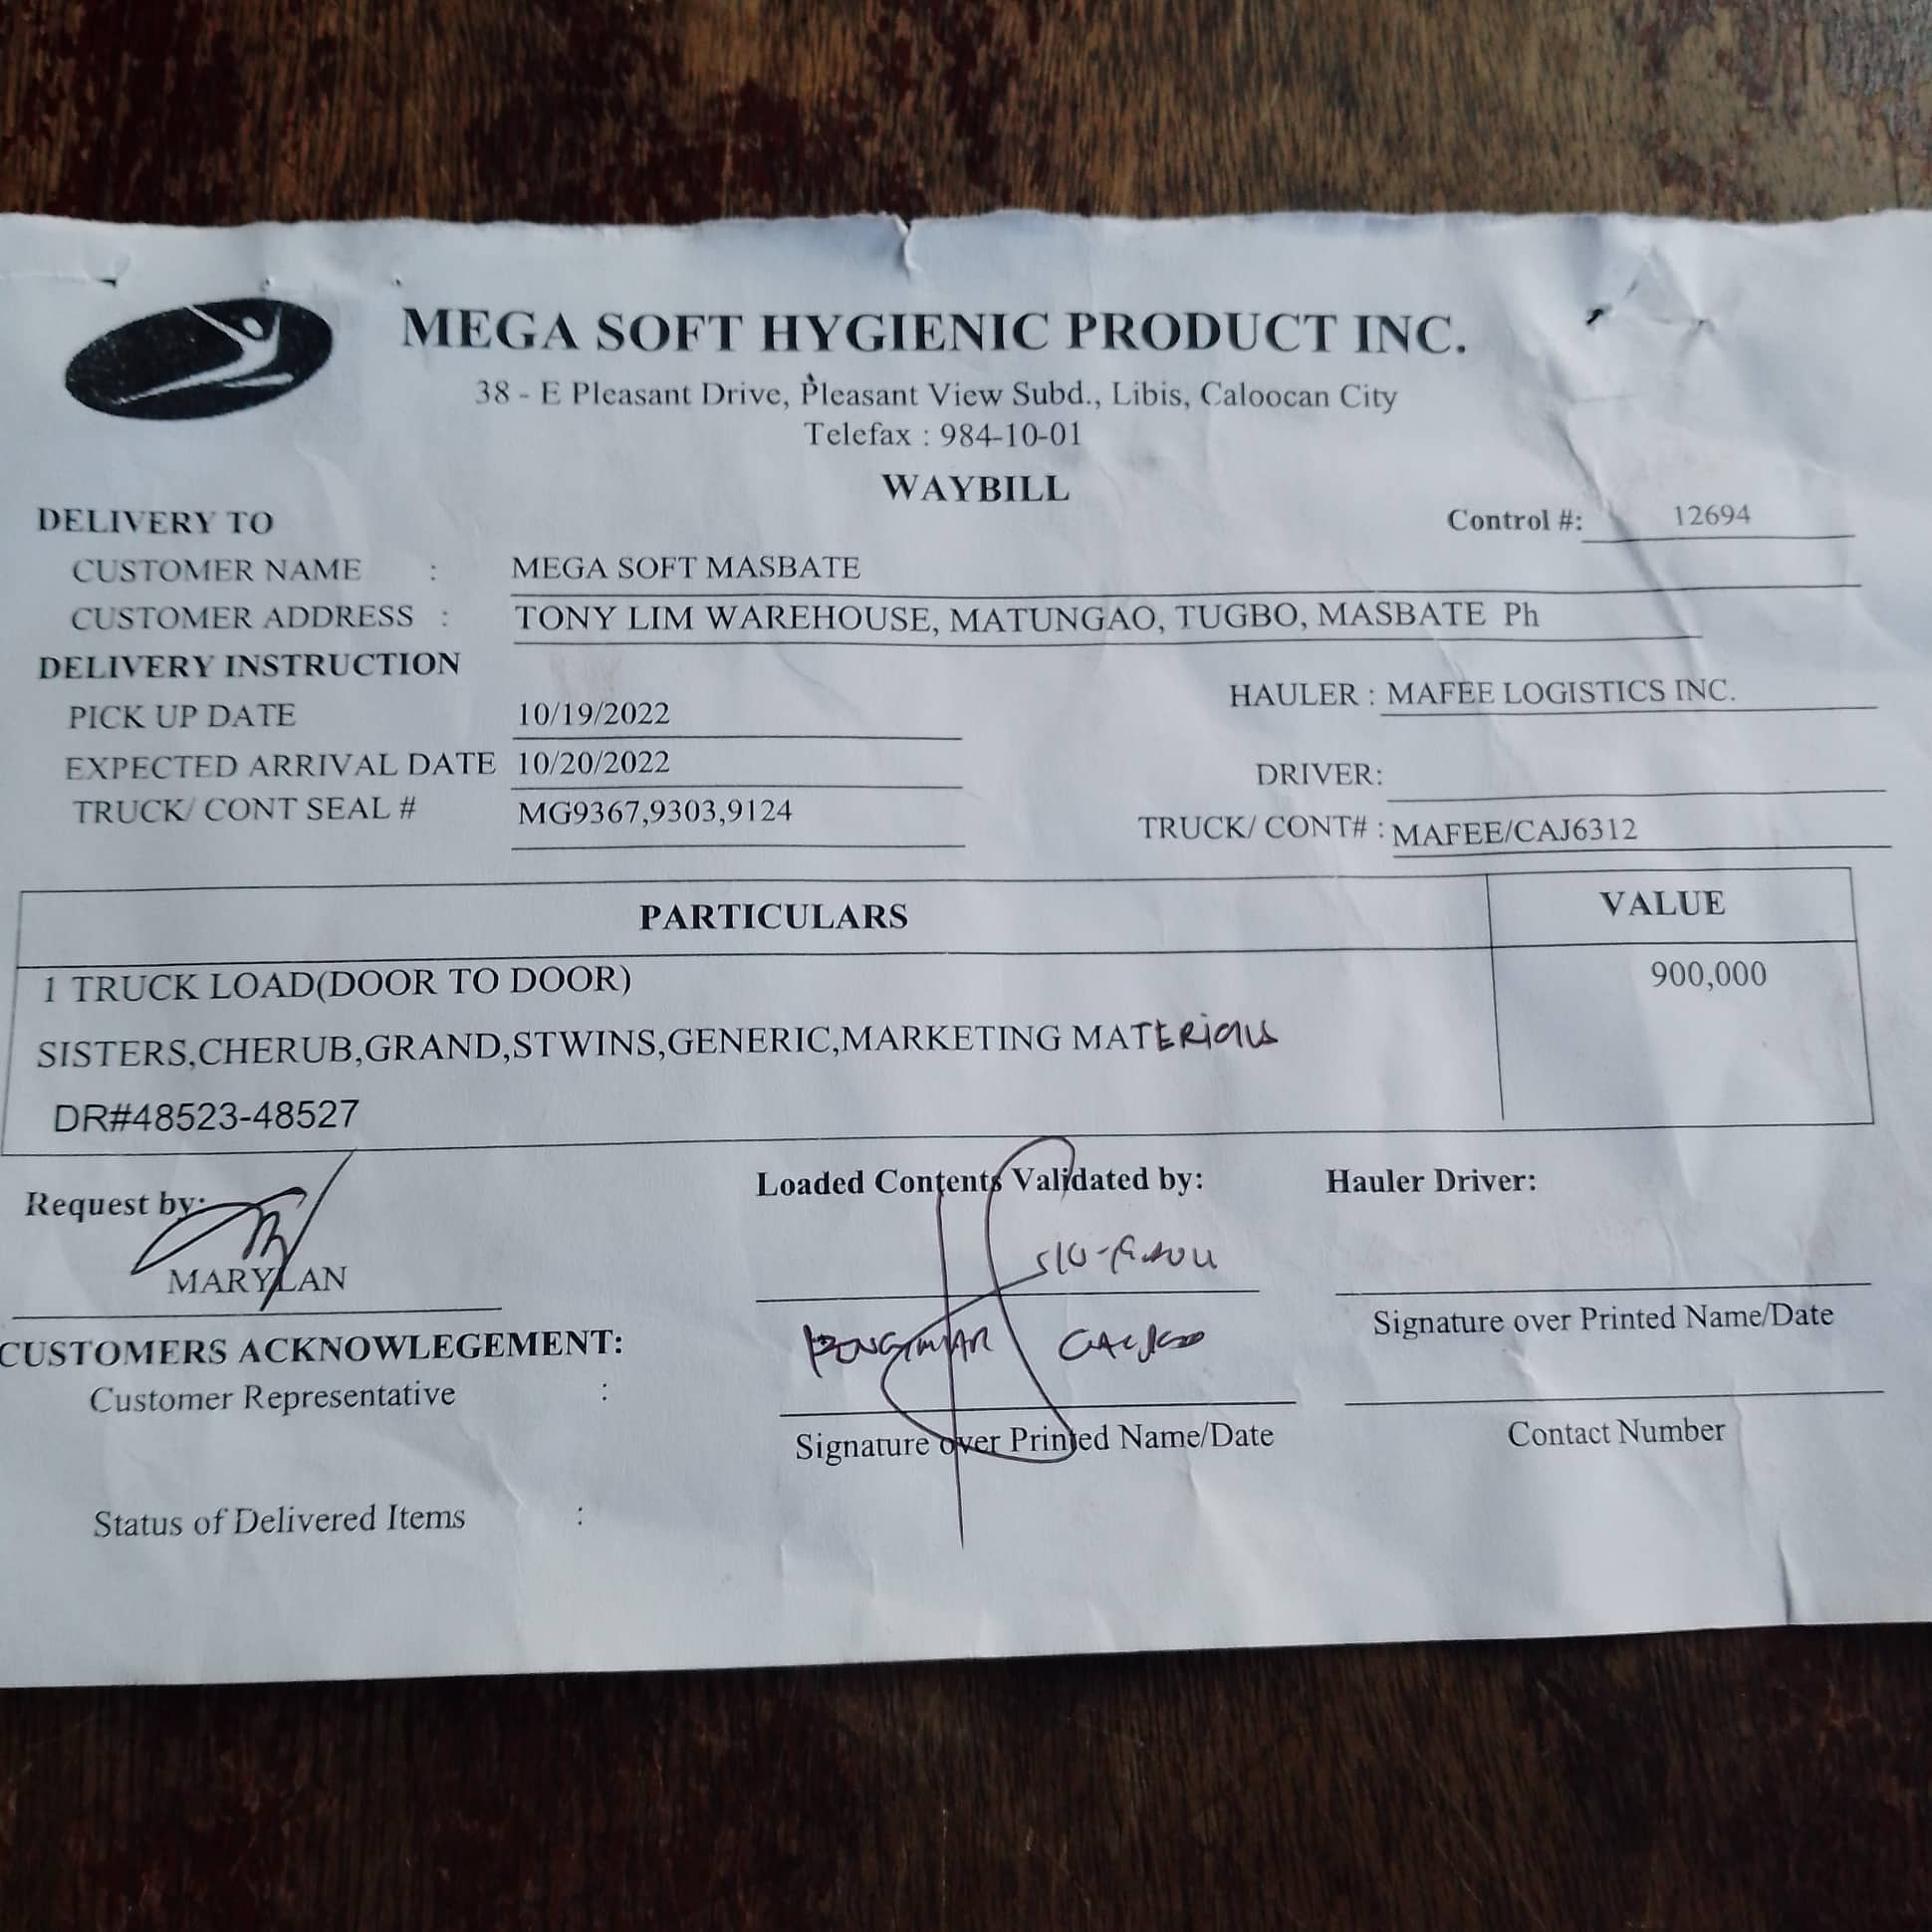 MEGA SOFT HYGIENIC PRODUCT INC.
38 - E Pleasant Drive, Pleasant View Subd., Libis, Caloocan City
Telefax : 984-10-01
WAYBILL
DELIVERY TO
Control #: 12694
CUSTOMER NAME : MEGA SOFT MASBATE
CUSTOMER ADDRESS : TONY LIM WAREHOUSE, MATUNGAO, TUGBO, MASBATE Ph
DELIVERY INSTRUCTION
HAULER : MAFEE LOGISTICS INC.
PICK UP DATE 10/19/2022
EXPECTED ARRIVAL DATE 10/20/2022
DRIVER:
TRUCK/ CONT SEAL # MG9367,9303,9124
TRUCK/ CONT# : MAFEE/CAJ6312
PARTICULARS VALUE
1 TRUCK LOAD(DOOR TO DOOR) 900,000
SISTERS,CHERUB,GRAND,STWINS,GENERIC,MARKETING MATERIALS
DR#48523-48527
Request by: Loaded Contents Validated by: Hauler Driver:
MARYLAN
Signature over Printed Name/Date
CUSTOMERS ACKNOWLEGEMENT:
Customer Representative :
Signature over Printed Name/Date Contact Number
Status of Delivered Items :